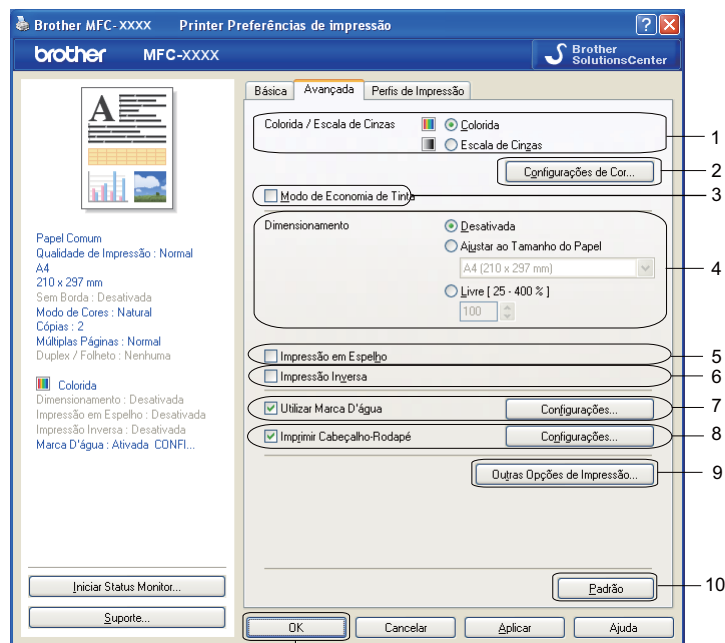 Brother MFC-XXXX Printer Preferências de impressão
brother MFC-XXXX Brother SolutionsCenter
Básica Avançada Perfis de Impressão
Colorida / Escala de Cinzas Colorida
Escala de Cinzas
1
Configurações de Cor...
2
Modo de Economia de Tinta
3
Dimensionamento Desativada
Ajustar ao Tamanho do Papel
A4 (210 x 297 mm)
4
Livre [ 25 - 400 % ]
100
Impressão em Espelho
5
Impressão Inversa
6
Utilizar Marca D'água Configurações...
7
Imprimir Cabeçalho-Rodapé Configurações...
8
Outras Opções de Impressão...
9
Padrão
10
A
Papel Comum
Qualidade de Impressão : Normal
A4
210 x 297 mm
Sem Borda : Desativada
Modo de Cores : Natural
Cópias : 2
Múltiplas Páginas : Normal
Duplex / Folheto : Nenhuma
Colorida
Dimensionamento : Desativada
Impressão em Espelho : Desativada
Impressão Inversa : Desativada
Marca D'água : Ativada CONFI...
Iniciar Status Monitor...
Suporte...
OK Cancelar Aplicar Ajuda